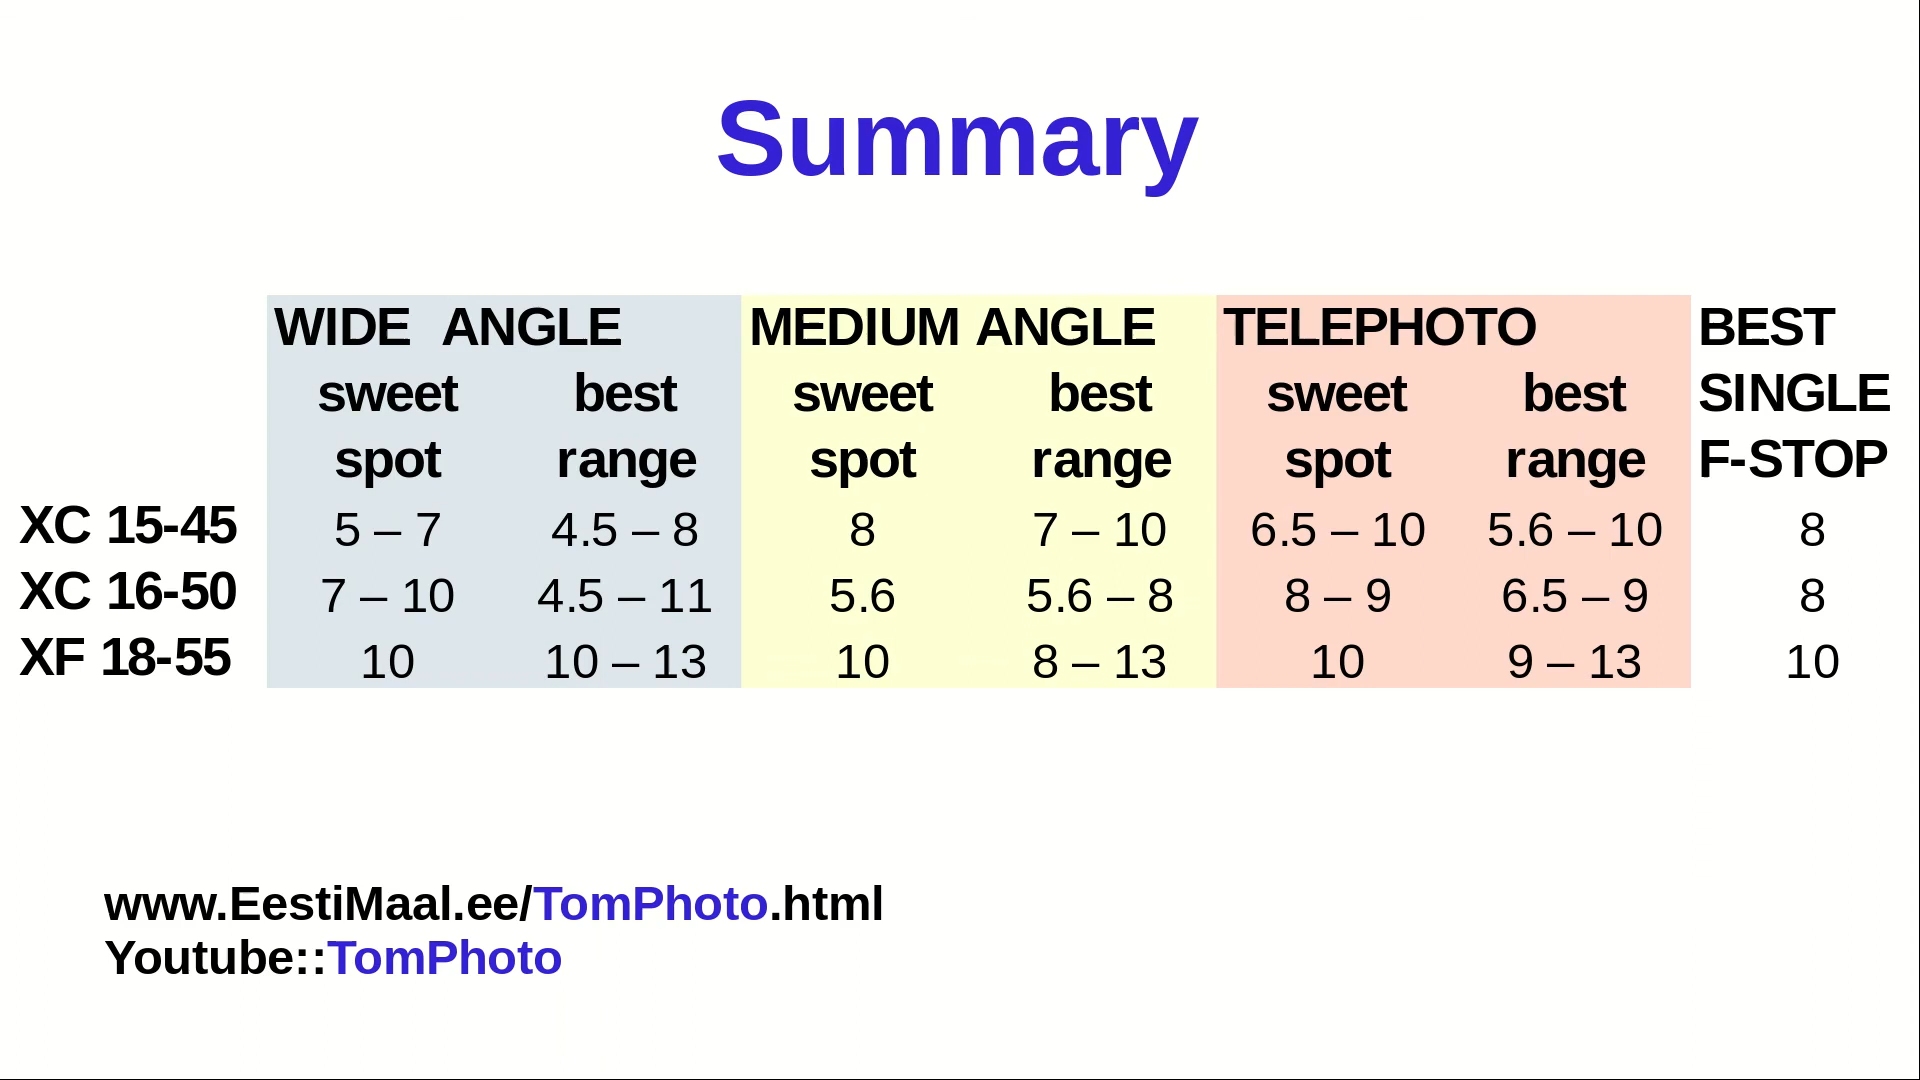 Summary
WIDE ANGLE MEDIUM ANGLE TELEPHOTO BEST
sweet best sweet best sweet best SINGLE
spot range spot range spot range F-STOP
XC 15-45 5 – 7 4.5 – 8 8 7 – 10 6.5 – 10 5.6 – 10 8
XC 16-50 7 – 10 4.5 – 11 5.6 5.6 – 8 8 – 9 6.5 – 9 8
XF 18-55 10 10 – 13 10 8 – 13 10 9 – 13 10
www.EestiMaal.ee/TomPhoto.html
Youtube::TomPhoto